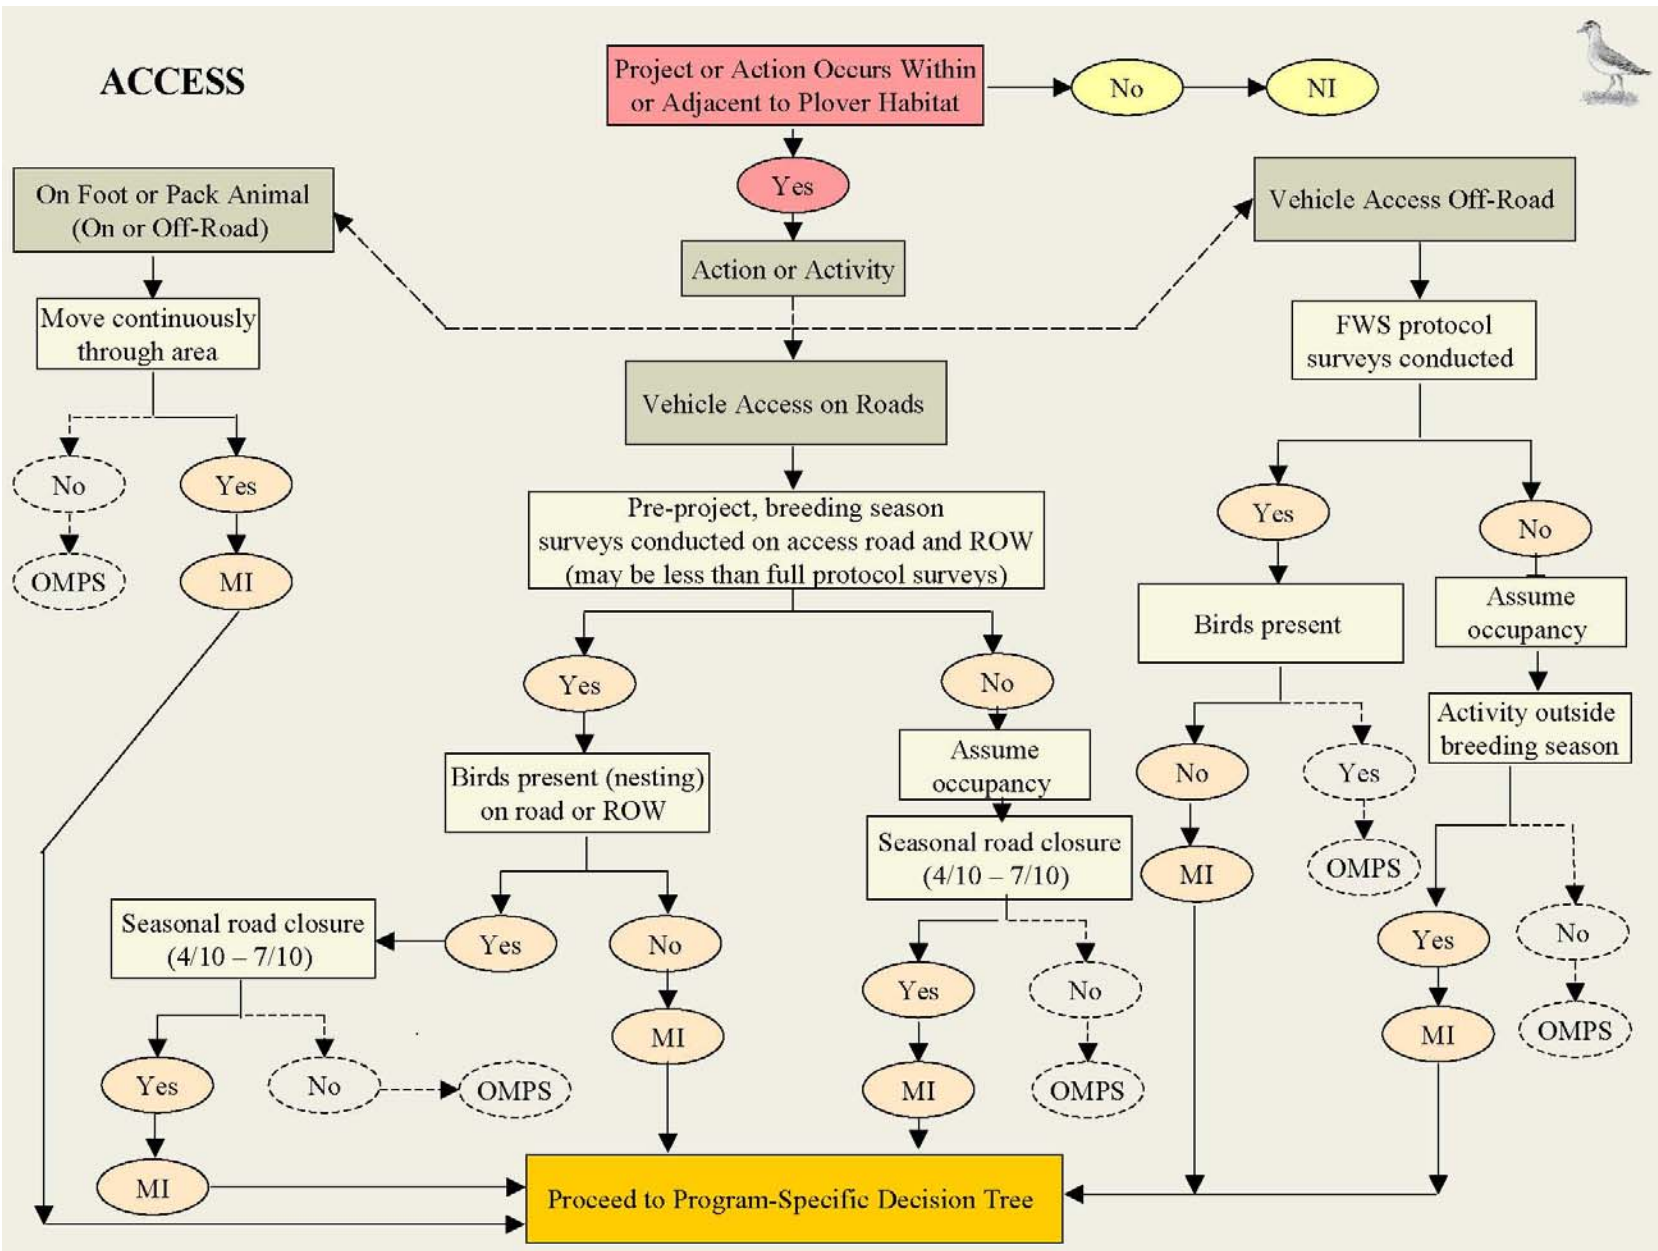 ACCESS
Project or Action Occurs Within
or Adjacent to Plover Habitat
No
NI
Yes
Action or Activity
On Foot or Pack Animal
(On or Off-Road)
Move continuously
through area
No
Yes
OMPS
MI
Vehicle Access on Roads
Pre-project, breeding season
surveys conducted on access road and ROW
(may be less than full protocol surveys)
Yes
No
Birds present (nesting)
on road or ROW
Yes
No
MI
Seasonal road closure
(4/10 – 7/10)
Yes
No
OMPS
MI
Assume
occupancy
Seasonal road closure
(4/10 – 7/10)
Yes
No
MI
OMPS
Vehicle Access Off-Road
FWS protocol
surveys conducted
Yes
No
Birds present
No
Yes
MI
OMPS
Assume
occupancy
Activity outside
breeding season
Yes
No
MI
OMPS
Proceed to Program-Specific Decision Tree